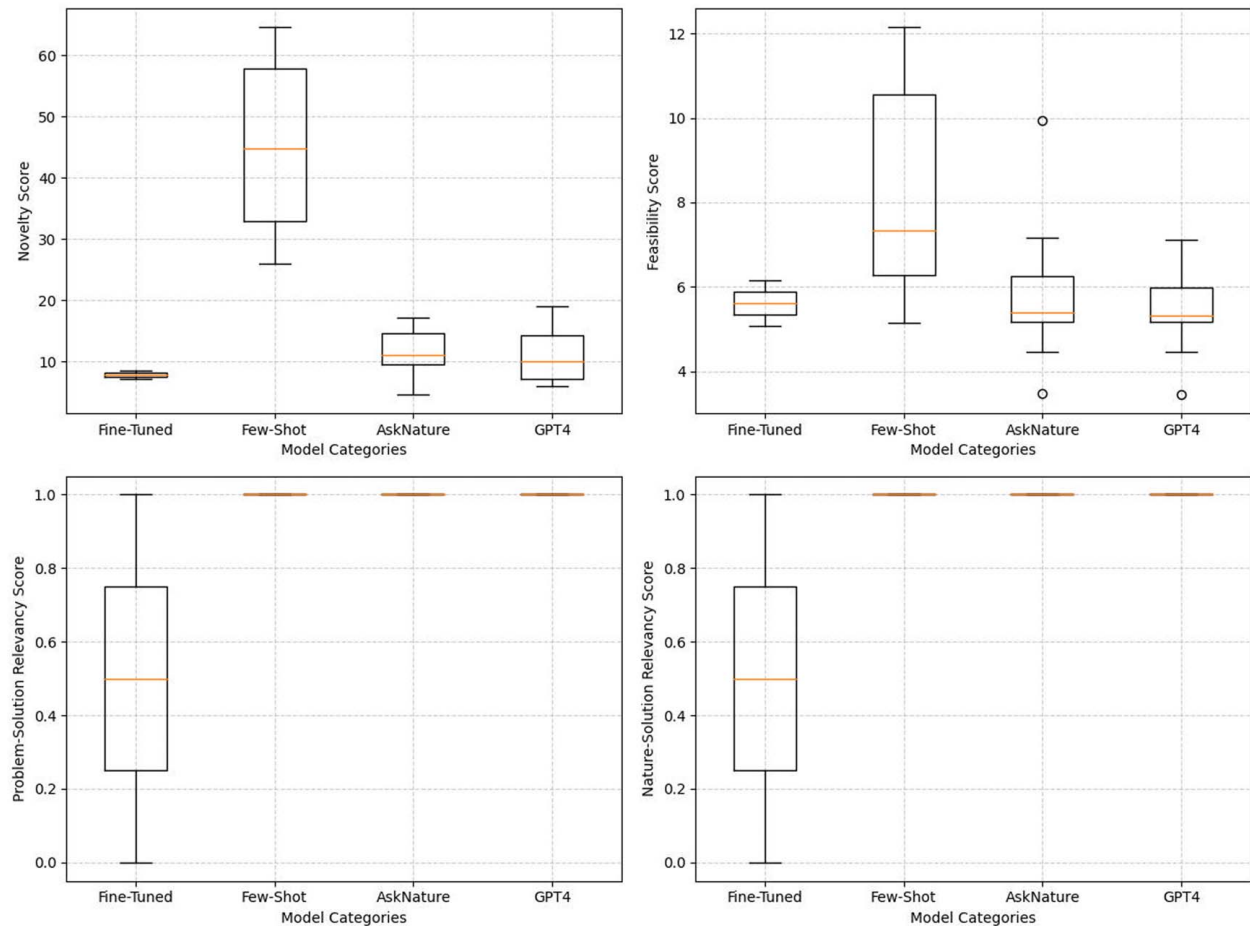 Novelty Score
60
50
40
30
20
10
Fine-Tuned Few-Shot AskNature GPT4
Model Categories
Feasibility Score
12
10
8
6
4
Fine-Tuned Few-Shot AskNature GPT4
Model Categories
Problem-Solution Relevancy Score
1.0
0.8
0.6
0.4
0.2
0.0
Fine-Tuned Few-Shot AskNature GPT4
Model Categories
Nature-Solution Relevancy Score
1.0
0.8
0.6
0.4
0.2
0.0
Fine-Tuned Few-Shot AskNature GPT4
Model Categories